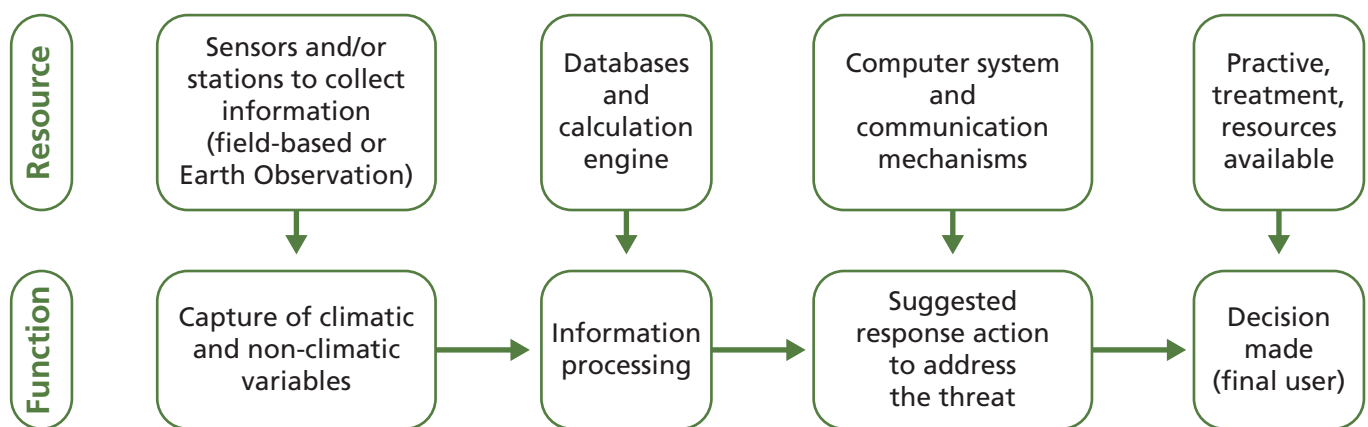 Resource
Sensors and/or
stations to collect
information
(field-based or
Earth Observation)
Databases
and
calculation
engine
Computer system
and
communication
mechanisms
Practive,
treatment,
resources
available
Function
Capture of climatic
and non-climatic
variables
Information
processing
Suggested
response action
to address
the threat
Decision
made
(final user)